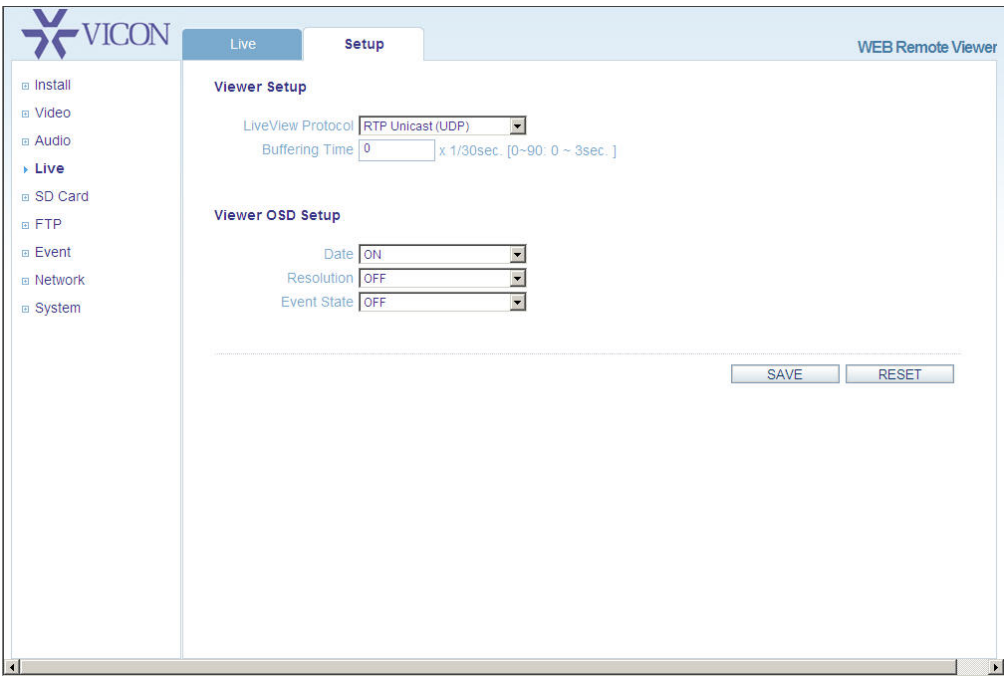 VICON
Live
Setup
WEB Remote Viewer
Install
Video
Audio
Live
SD Card
FTP
Event
Network
System
Viewer Setup
LiveView Protocol RTP Unicast (UDP)
Buffering Time 0 x 1/30sec. [0~90: 0 ~ 3sec. ]
Viewer OSD Setup
Date ON
Resolution OFF
Event State OFF
SAVE
RESET